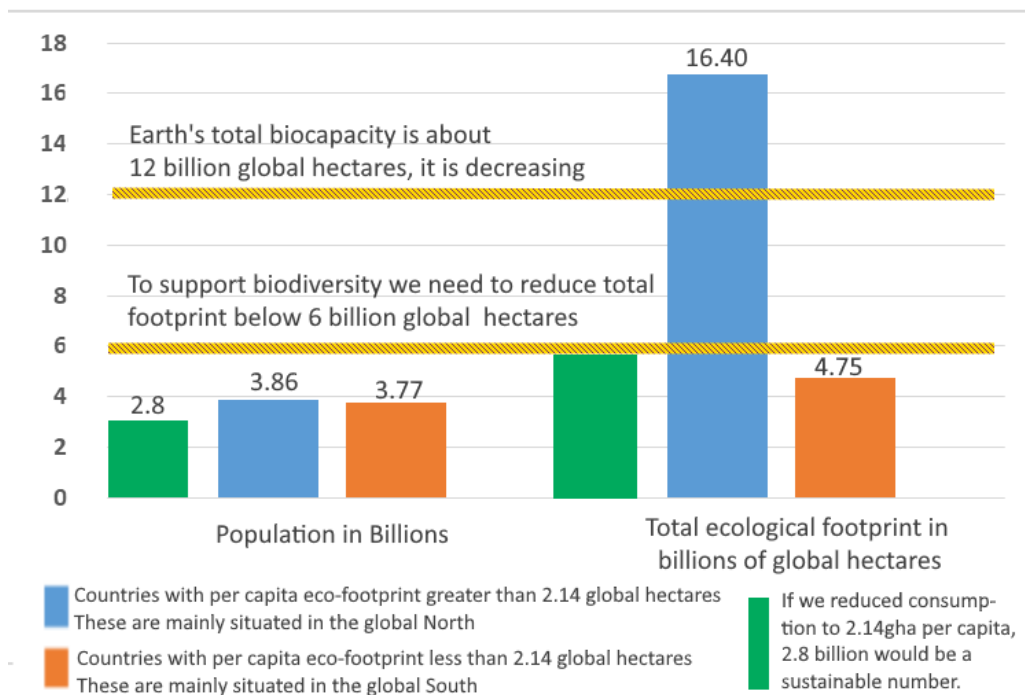 18
16.40
16
14
Earth's total biocapacity is about
12 billion global hectares, it is decreasing
12
10
8
To support biodiversity we need to reduce total
footprint below 6 billion global hectares
6
4.75
3.86
3.77
4
2.8
2
0
Population in Billions
Total ecological footprint in
billions of global hectares
Countries with per capita eco-footprint greater than 2.14 global hectares
These are mainly situated in the global North
Countries with per capita eco-footprint less than 2.14 global hectares
These are mainly situated in the global South
If we reduced consump-
tion to 2.14gha per capita,
2.8 billion would be a
sustainable number.